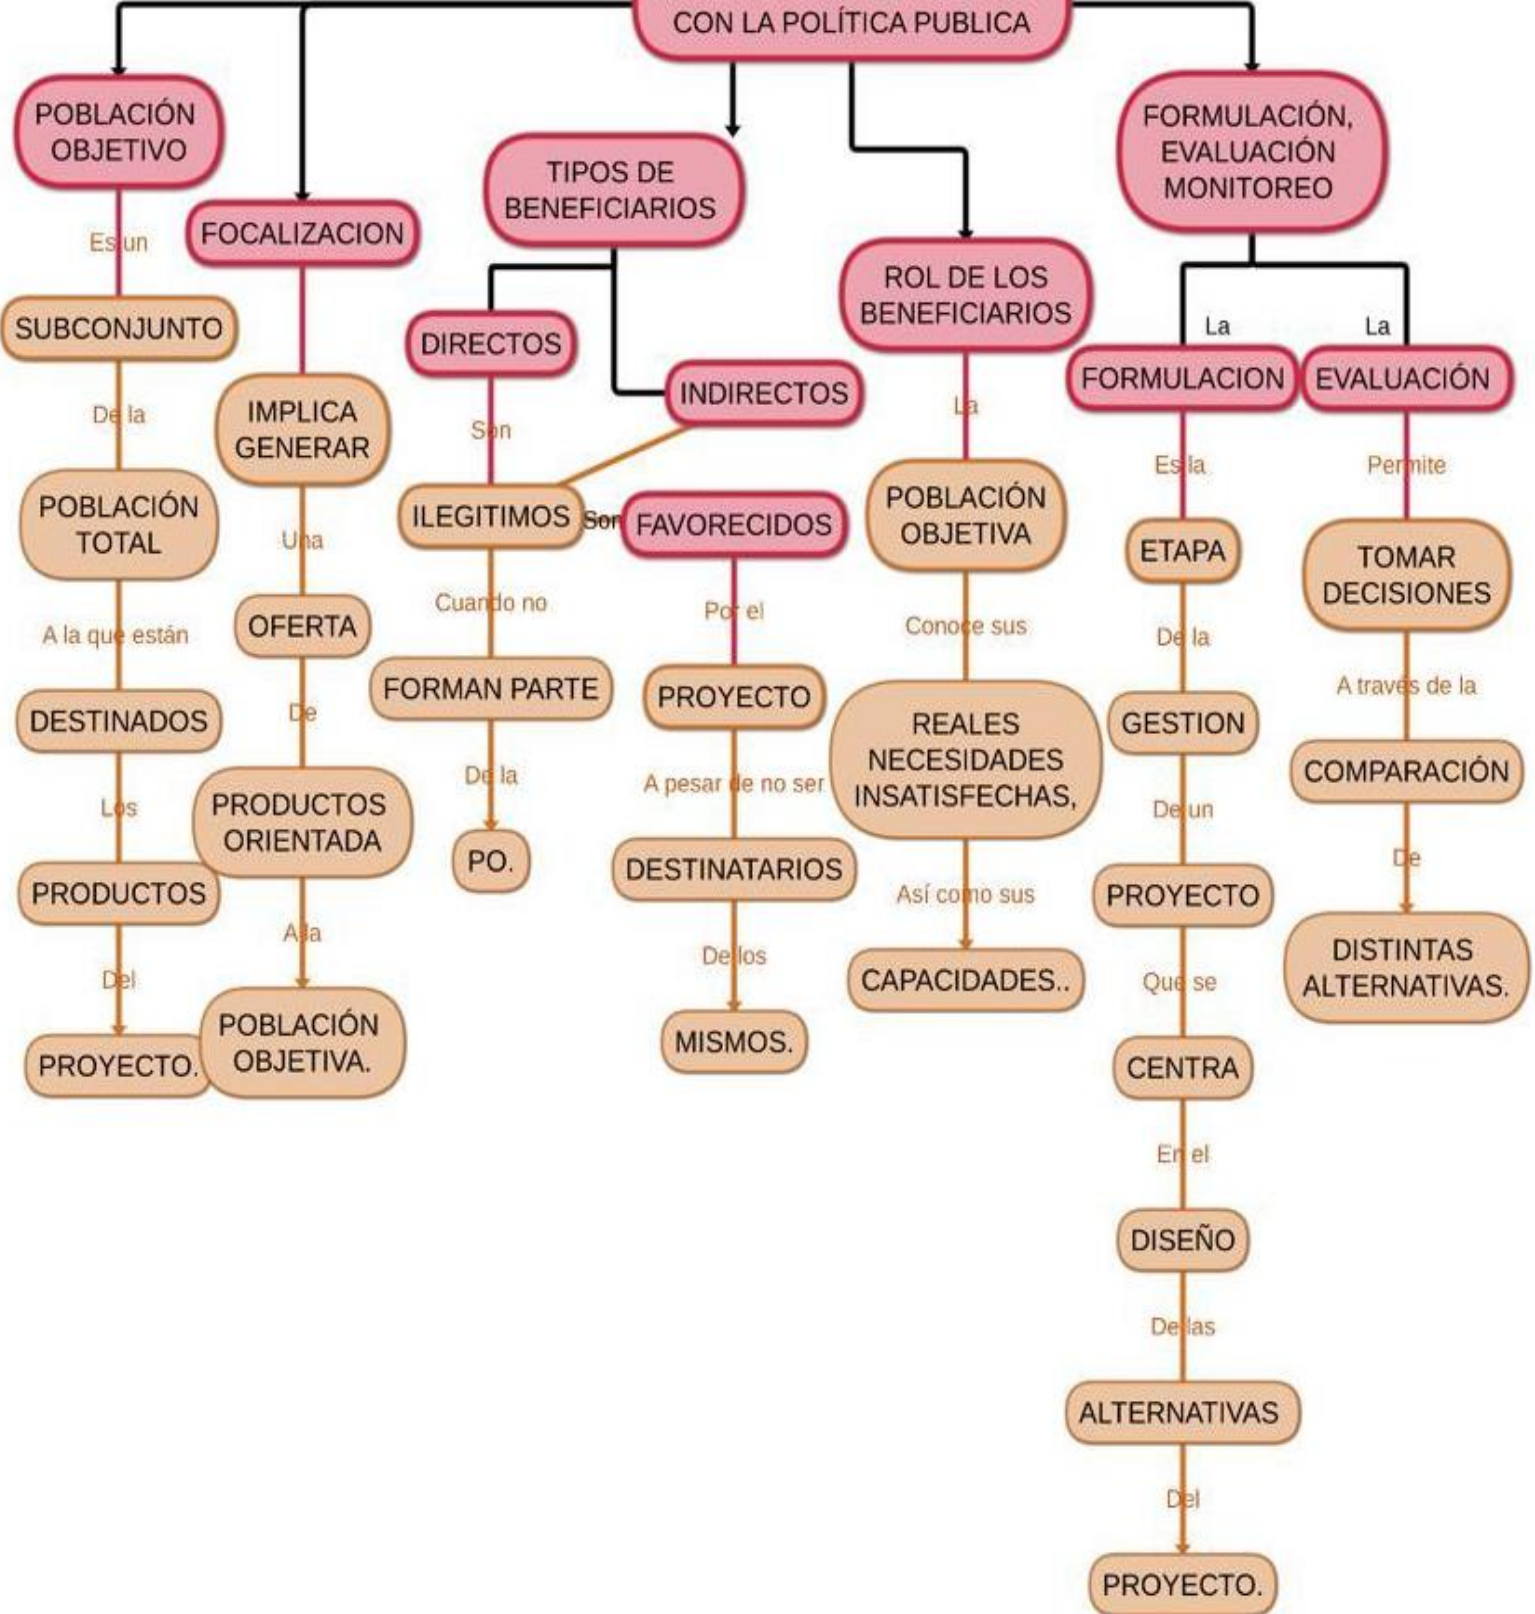 CON LA POLÍTICA PUBLICA
POBLACIÓN
OBJETIVO
Es un
SUBCONJUNTO
De la
POBLACIÓN
TOTAL
A la que están
DESTINADOS
Los
PRODUCTOS
Del
PROYECTO.
FOCALIZACION
IMPLICA
GENERAR
Una
OFERTA
De
PRODUCTOS
ORIENTADA
A la
POBLACIÓN
OBJETIVA.
TIPOS DE
BENEFICIARIOS
DIRECTOS
Son
INDIRECTOS
ILEGITIMOS
Cuando no
FORMAN PARTE
De la
PO.
Son
FAVORECIDOS
Por el
PROYECTO
A pesar de no ser
DESTINATARIOS
De los
MISMOS.
ROL DE LOS
BENEFICIARIOS
La
POBLACIÓN
OBJETIVA
Conoce sus
REALES
NECESIDADES
INSATISFECHAS,
Así como sus
CAPACIDADES..
FORMULACIÓN,
EVALUACIÓN
MONITOREO
La
FORMULACION
Es la
ETAPA
De la
GESTION
De un
PROYECTO
Que se
CENTRA
En el
DISEÑO
De las
ALTERNATIVAS
Del
PROYECTO.
La
EVALUACIÓN
Permite
TOMAR
DECISIONES
A través de la
COMPARACIÓN
De
DISTINTAS
ALTERNATIVAS.